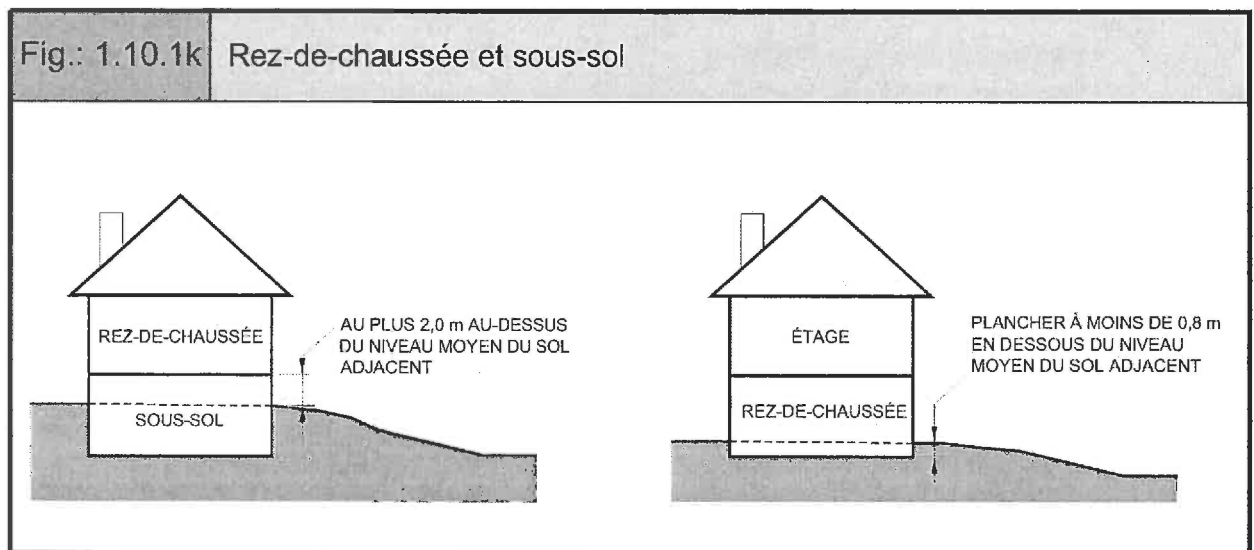 Fig.: 1.10.1k Rez-de-chaussée et sous-sol
REZ-DE-CHAUSSÉE
SOUS-SOL
AU PLUS 2,0 m AU-DESSUS
DU NIVEAU MOYEN DU SOL
ADJACENT
ÉTAGE
REZ-DE-CHAUSSÉE
PLANCHER À MOINS DE 0,8 m
EN DESSOUS DU NIVEAU
MOYEN DU SOL ADJACENT